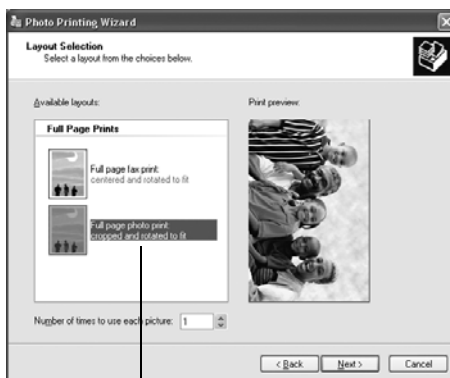 Photo Printing Wizard
Layout Selection
Select a layout from the choices below.
Available layouts:
Print preview:
Full Page Prints
Full page fax print:
centered and rotated to fit
Full page photo print:
cropped and rotated to fit
Number of times to use each picture: 1
< Back
Next >
Cancel